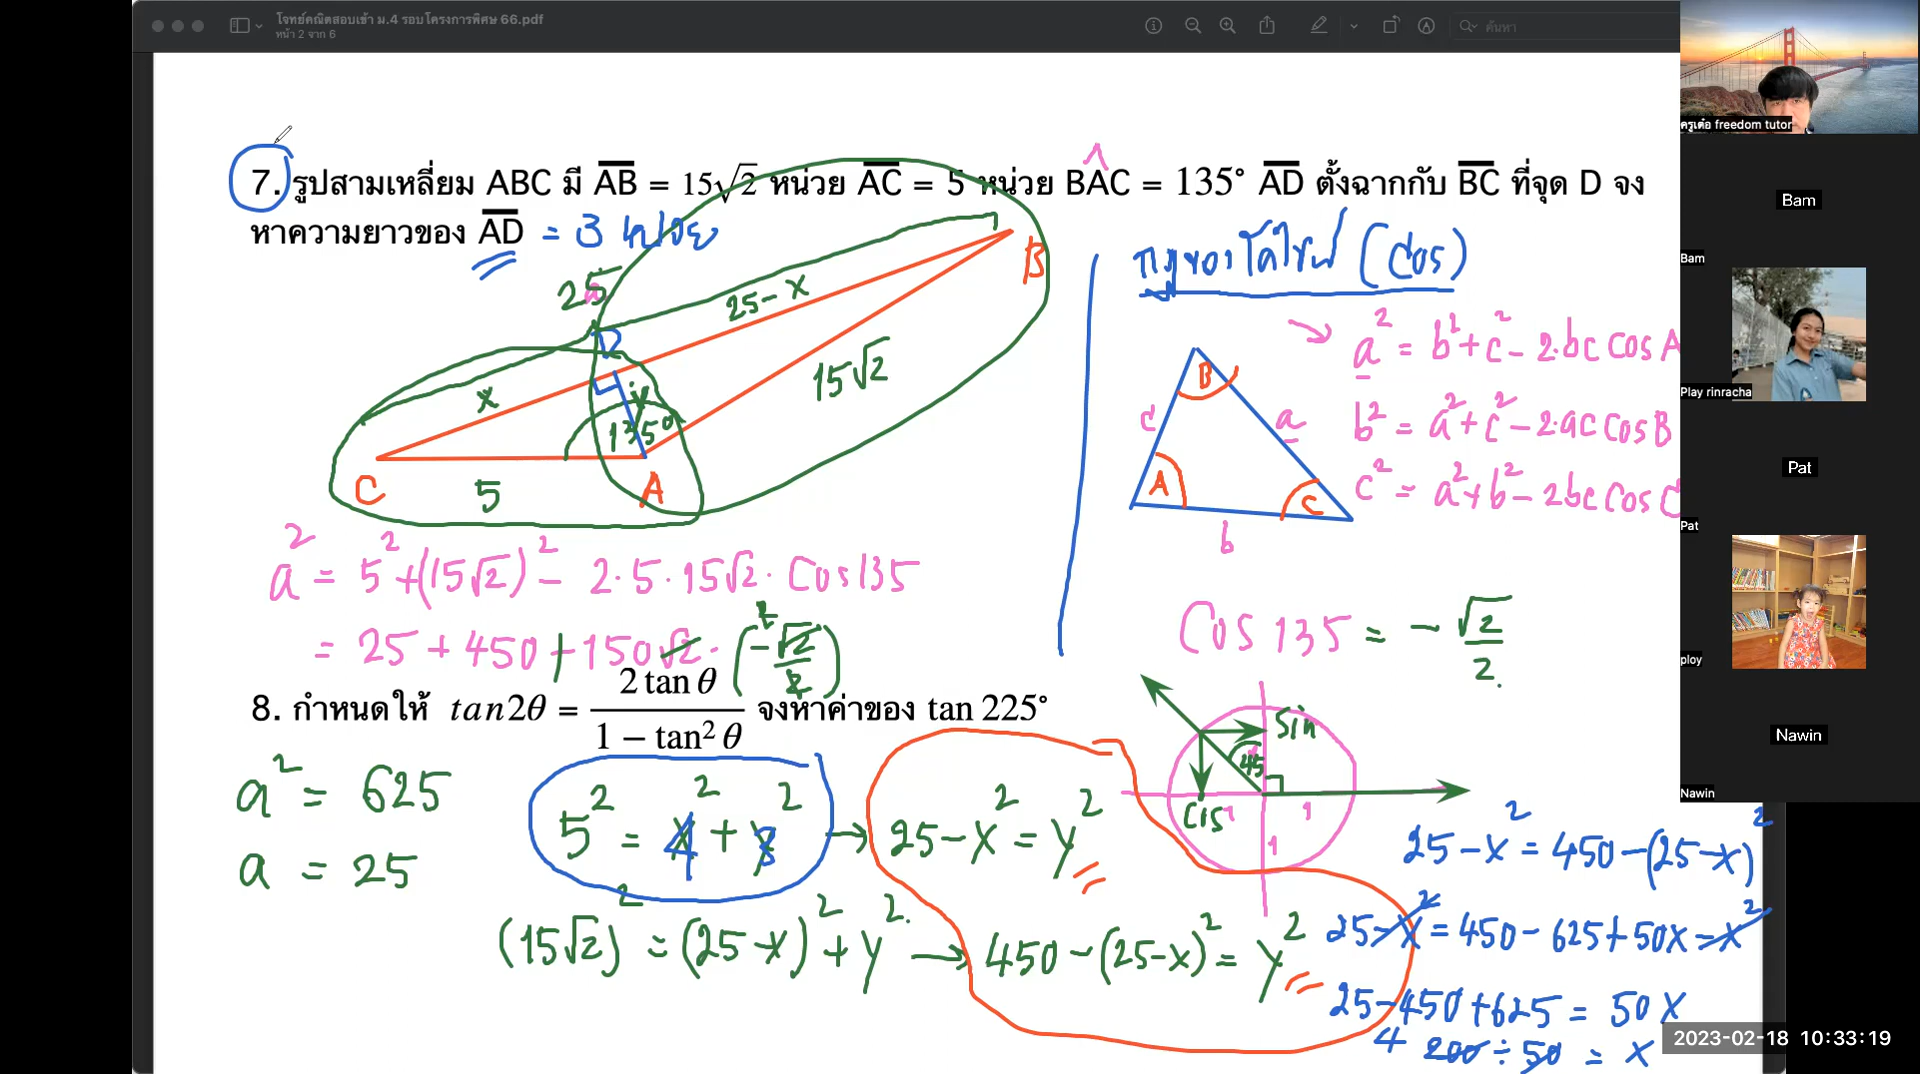 โจทย์คณิตสอบเข้า ม.4 รอบโครงการพิเศษ 66.pdf
หน้า 2 จาก 6
ค้นหา
7. รูปสามเหลี่ยม ABC มี AB = 15√2 หน่วย AC = 5 หน่วย BAC = 135° AD ตั้งฉากกับ BC ที่จุด D จง
หาความยาวของ AD = 3 หน่วย
25
a
25-x
B
D
x
y
135°
15√2
C
5
A
กฎของโคไซน์ (cos)
a² = b²+c²-2·bc cos A
b² = a²+c²-2·ac cos B
c² = a²+b²-2bc cos C
B
c
a
A
C
b
a² = 5²+(15√2)² - 2·5·15√2·cos135
= 25+450+150√2·(-√2/2)
cos 135 = -√2/2
8. กำหนดให้ tan2θ = 2 tan θ / 1 − tan² θ จงหาค่าของ tan 225°
sin
45
cos
1
1
1
a² = 625
a = 25
5² = 4² + 3² → 25-x² = y²
(15√2)² = (25-x)² + y² → 450-(25-x)² = y²
25-x² = 450-(25-x)²
25-x² = 450-625+50x-x²
25-450+625 = 50x
4 200÷50 = x
ครูเต๋อ freedom tutor
Bam
Bam
Play rinracha
Pat
Pat
ploy
Nawin
Nawin
2023-02-18 10:33:19